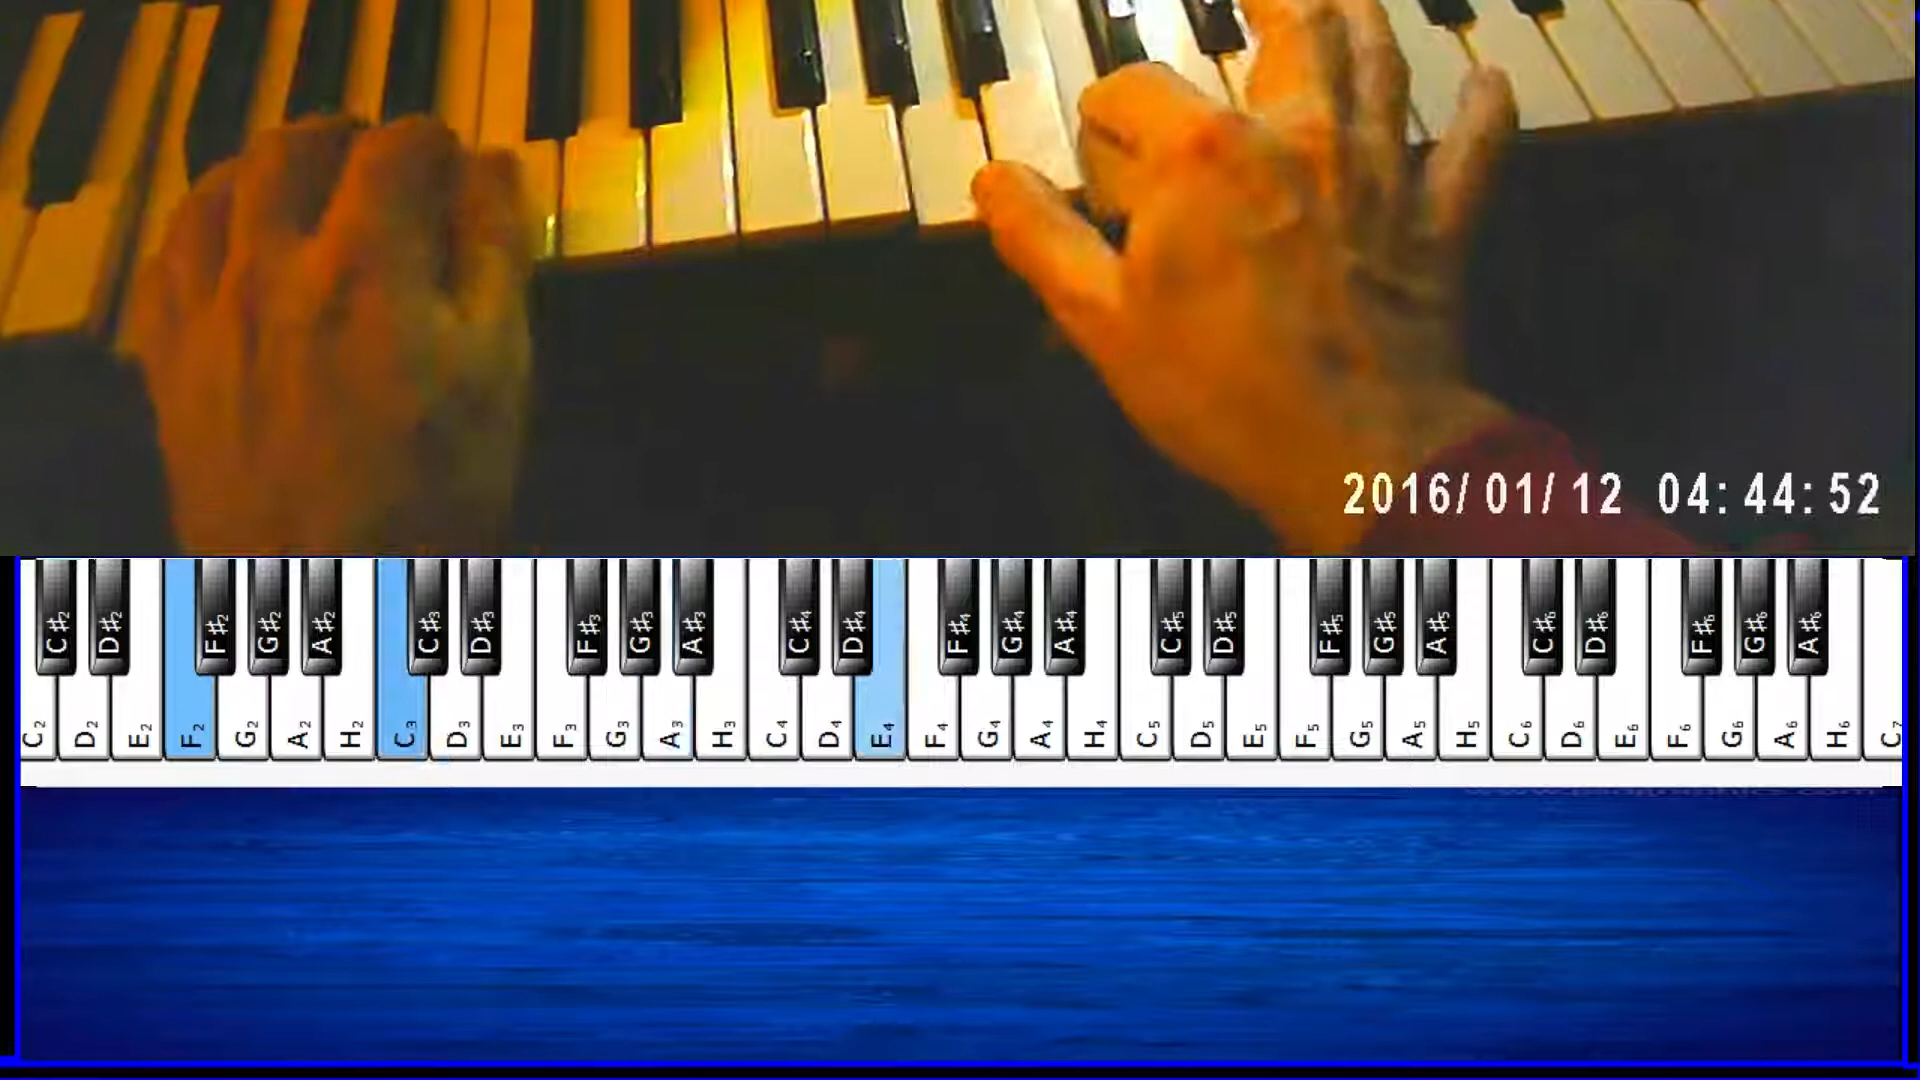 2016/01/12 04:44:52
C♯2 D♯2 F♯2 G♯2 A♯2 C♯3 D♯3 F♯3 G♯3 A♯3 C♯4 D♯4 F♯4 G♯4 A♯4 C♯5 D♯5 F♯5 G♯5 A♯5 C♯6 D♯6 F♯6 G♯6 A♯6
C2 D2 E2 F2 G2 A2 H2 C3 D3 E3 F3 G3 A3 H3 C4 D4 E4 F4 G4 A4 H4 C5 D5 E5 F5 G5 A5 H5 C6 D6 E6 F6 G6 A6 H6 C7